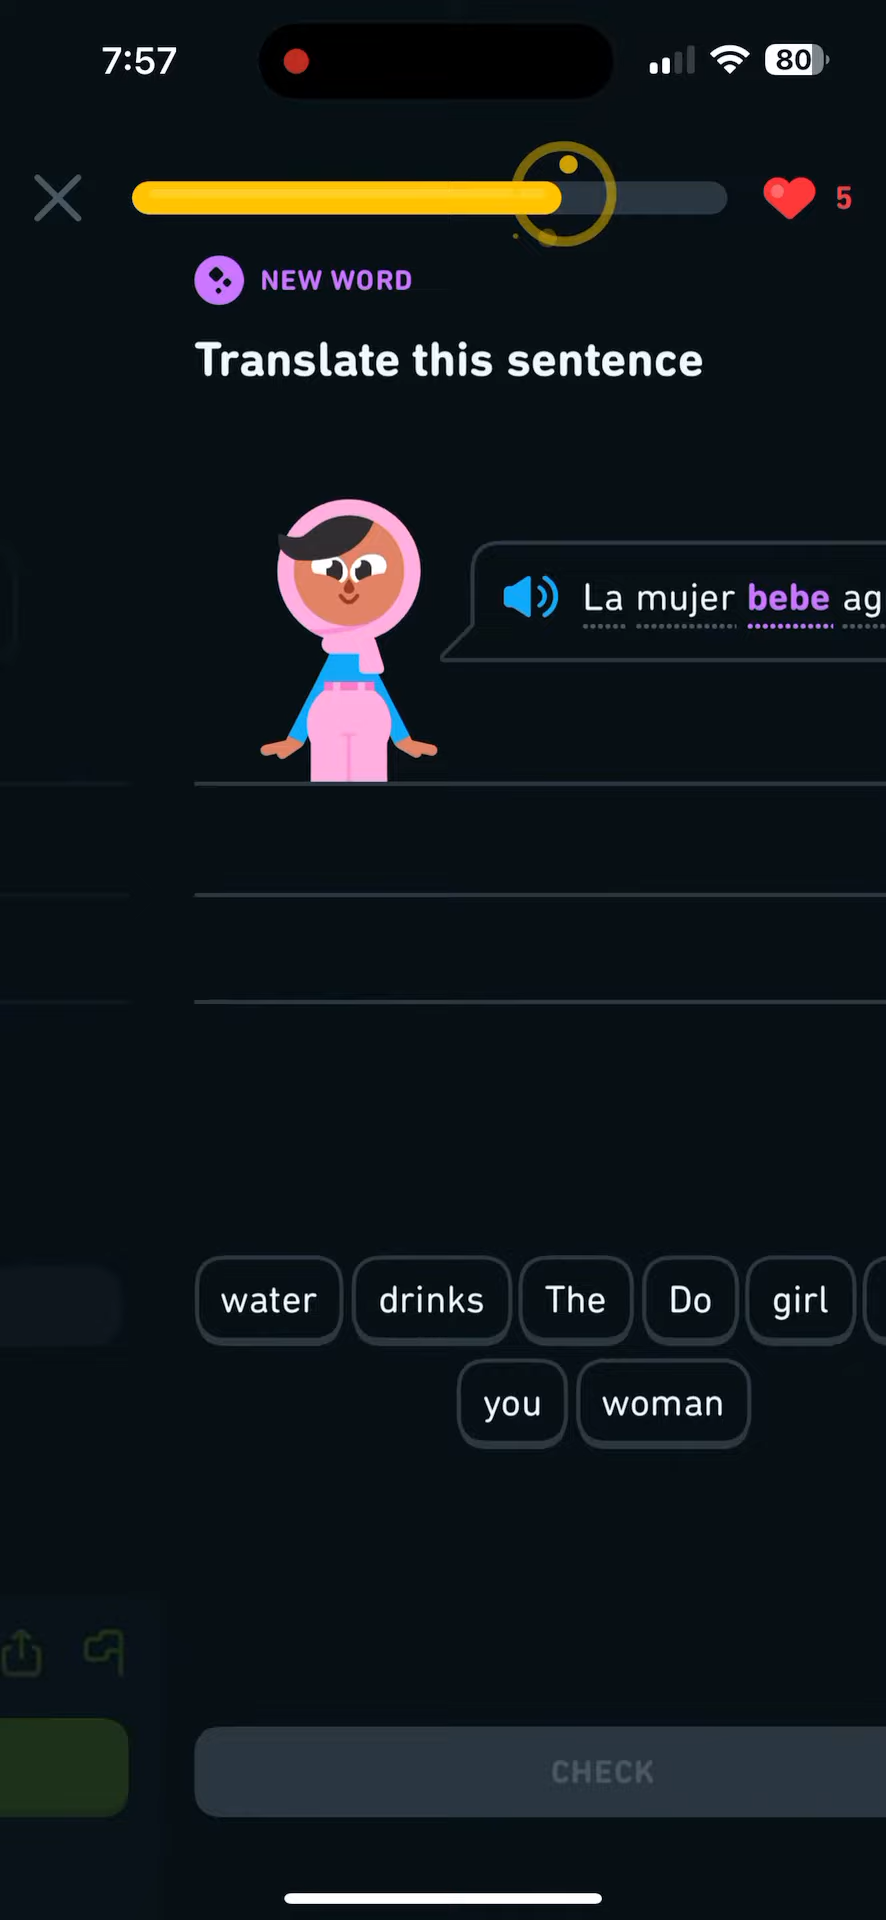 7:57
80
5
NEW WORD
Translate this sentence
La mujer bebe ag
water drinks The Do girl
you woman
CHECK